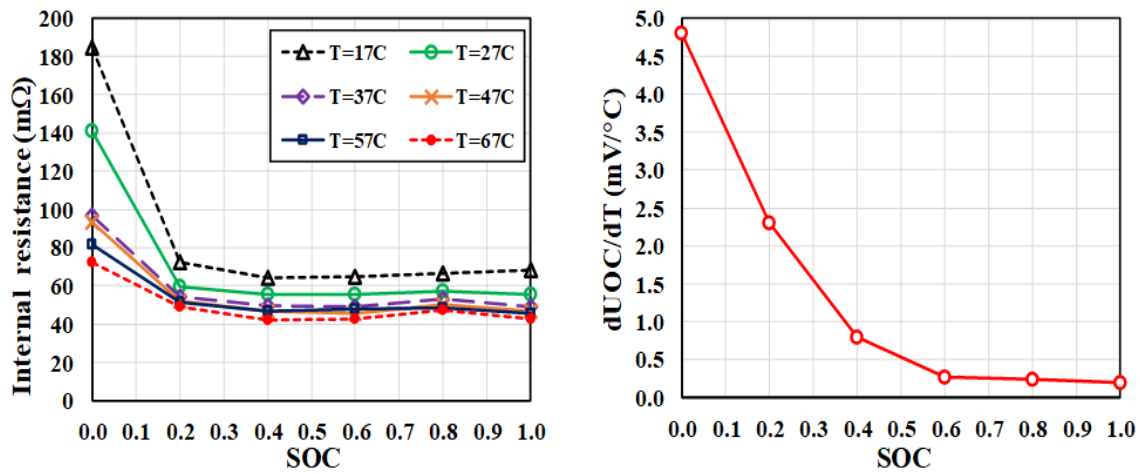 Internal resistance (mΩ)
200
180
160
140
120
100
80
60
40
20
0
T=17C
T=27C
T=37C
T=47C
T=57C
T=67C
0.0 0.1 0.2 0.3 0.4 0.5 0.6 0.7 0.8 0.9 1.0
SOC
dUOC/dT (mV/°C)
5.0
4.5
4.0
3.5
3.0
2.5
2.0
1.5
1.0
0.5
0.0
0.0 0.1 0.2 0.3 0.4 0.5 0.6 0.7 0.8 0.9 1.0
SOC